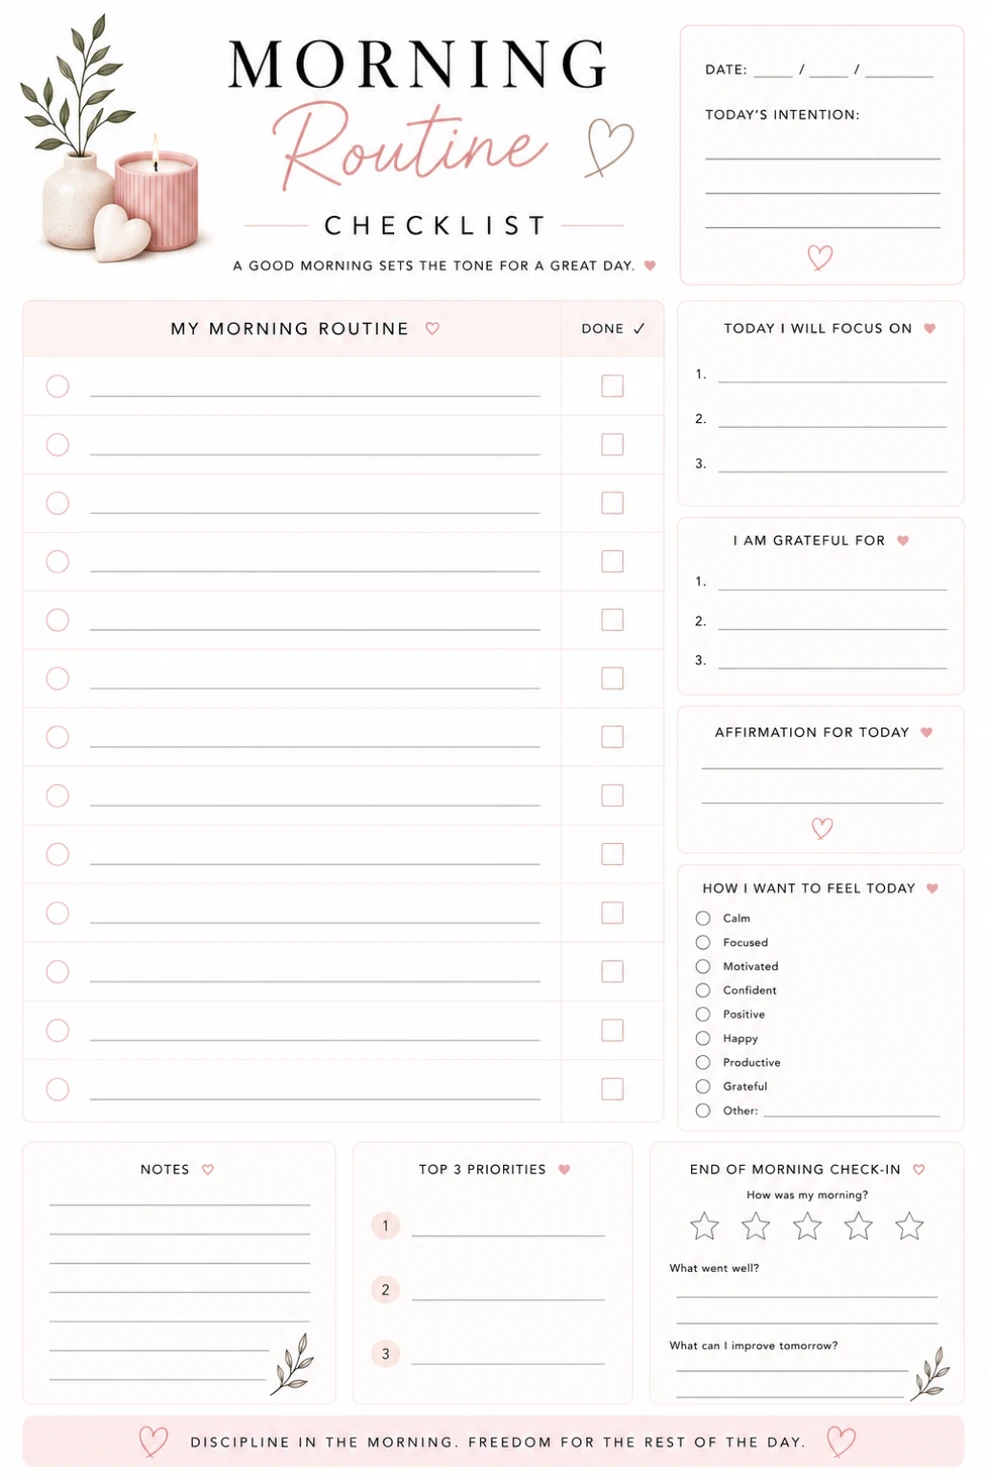 MORNING
Routine
CHECKLIST
A GOOD MORNING SETS THE TONE FOR A GREAT DAY.
DATE: ____ / ____ / _______
TODAY'S INTENTION:
MY MORNING ROUTINE
DONE ✓
TODAY I WILL FOCUS ON
1.
2.
3.
I AM GRATEFUL FOR
1.
2.
3.
AFFIRMATION FOR TODAY
HOW I WANT TO FEEL TODAY
Calm
Focused
Motivated
Confident
Positive
Happy
Productive
Grateful
Other:
NOTES
TOP 3 PRIORITIES
1
2
3
END OF MORNING CHECK-IN
How was my morning?
What went well?
What can I improve tomorrow?
DISCIPLINE IN THE MORNING. FREEDOM FOR THE REST OF THE DAY.